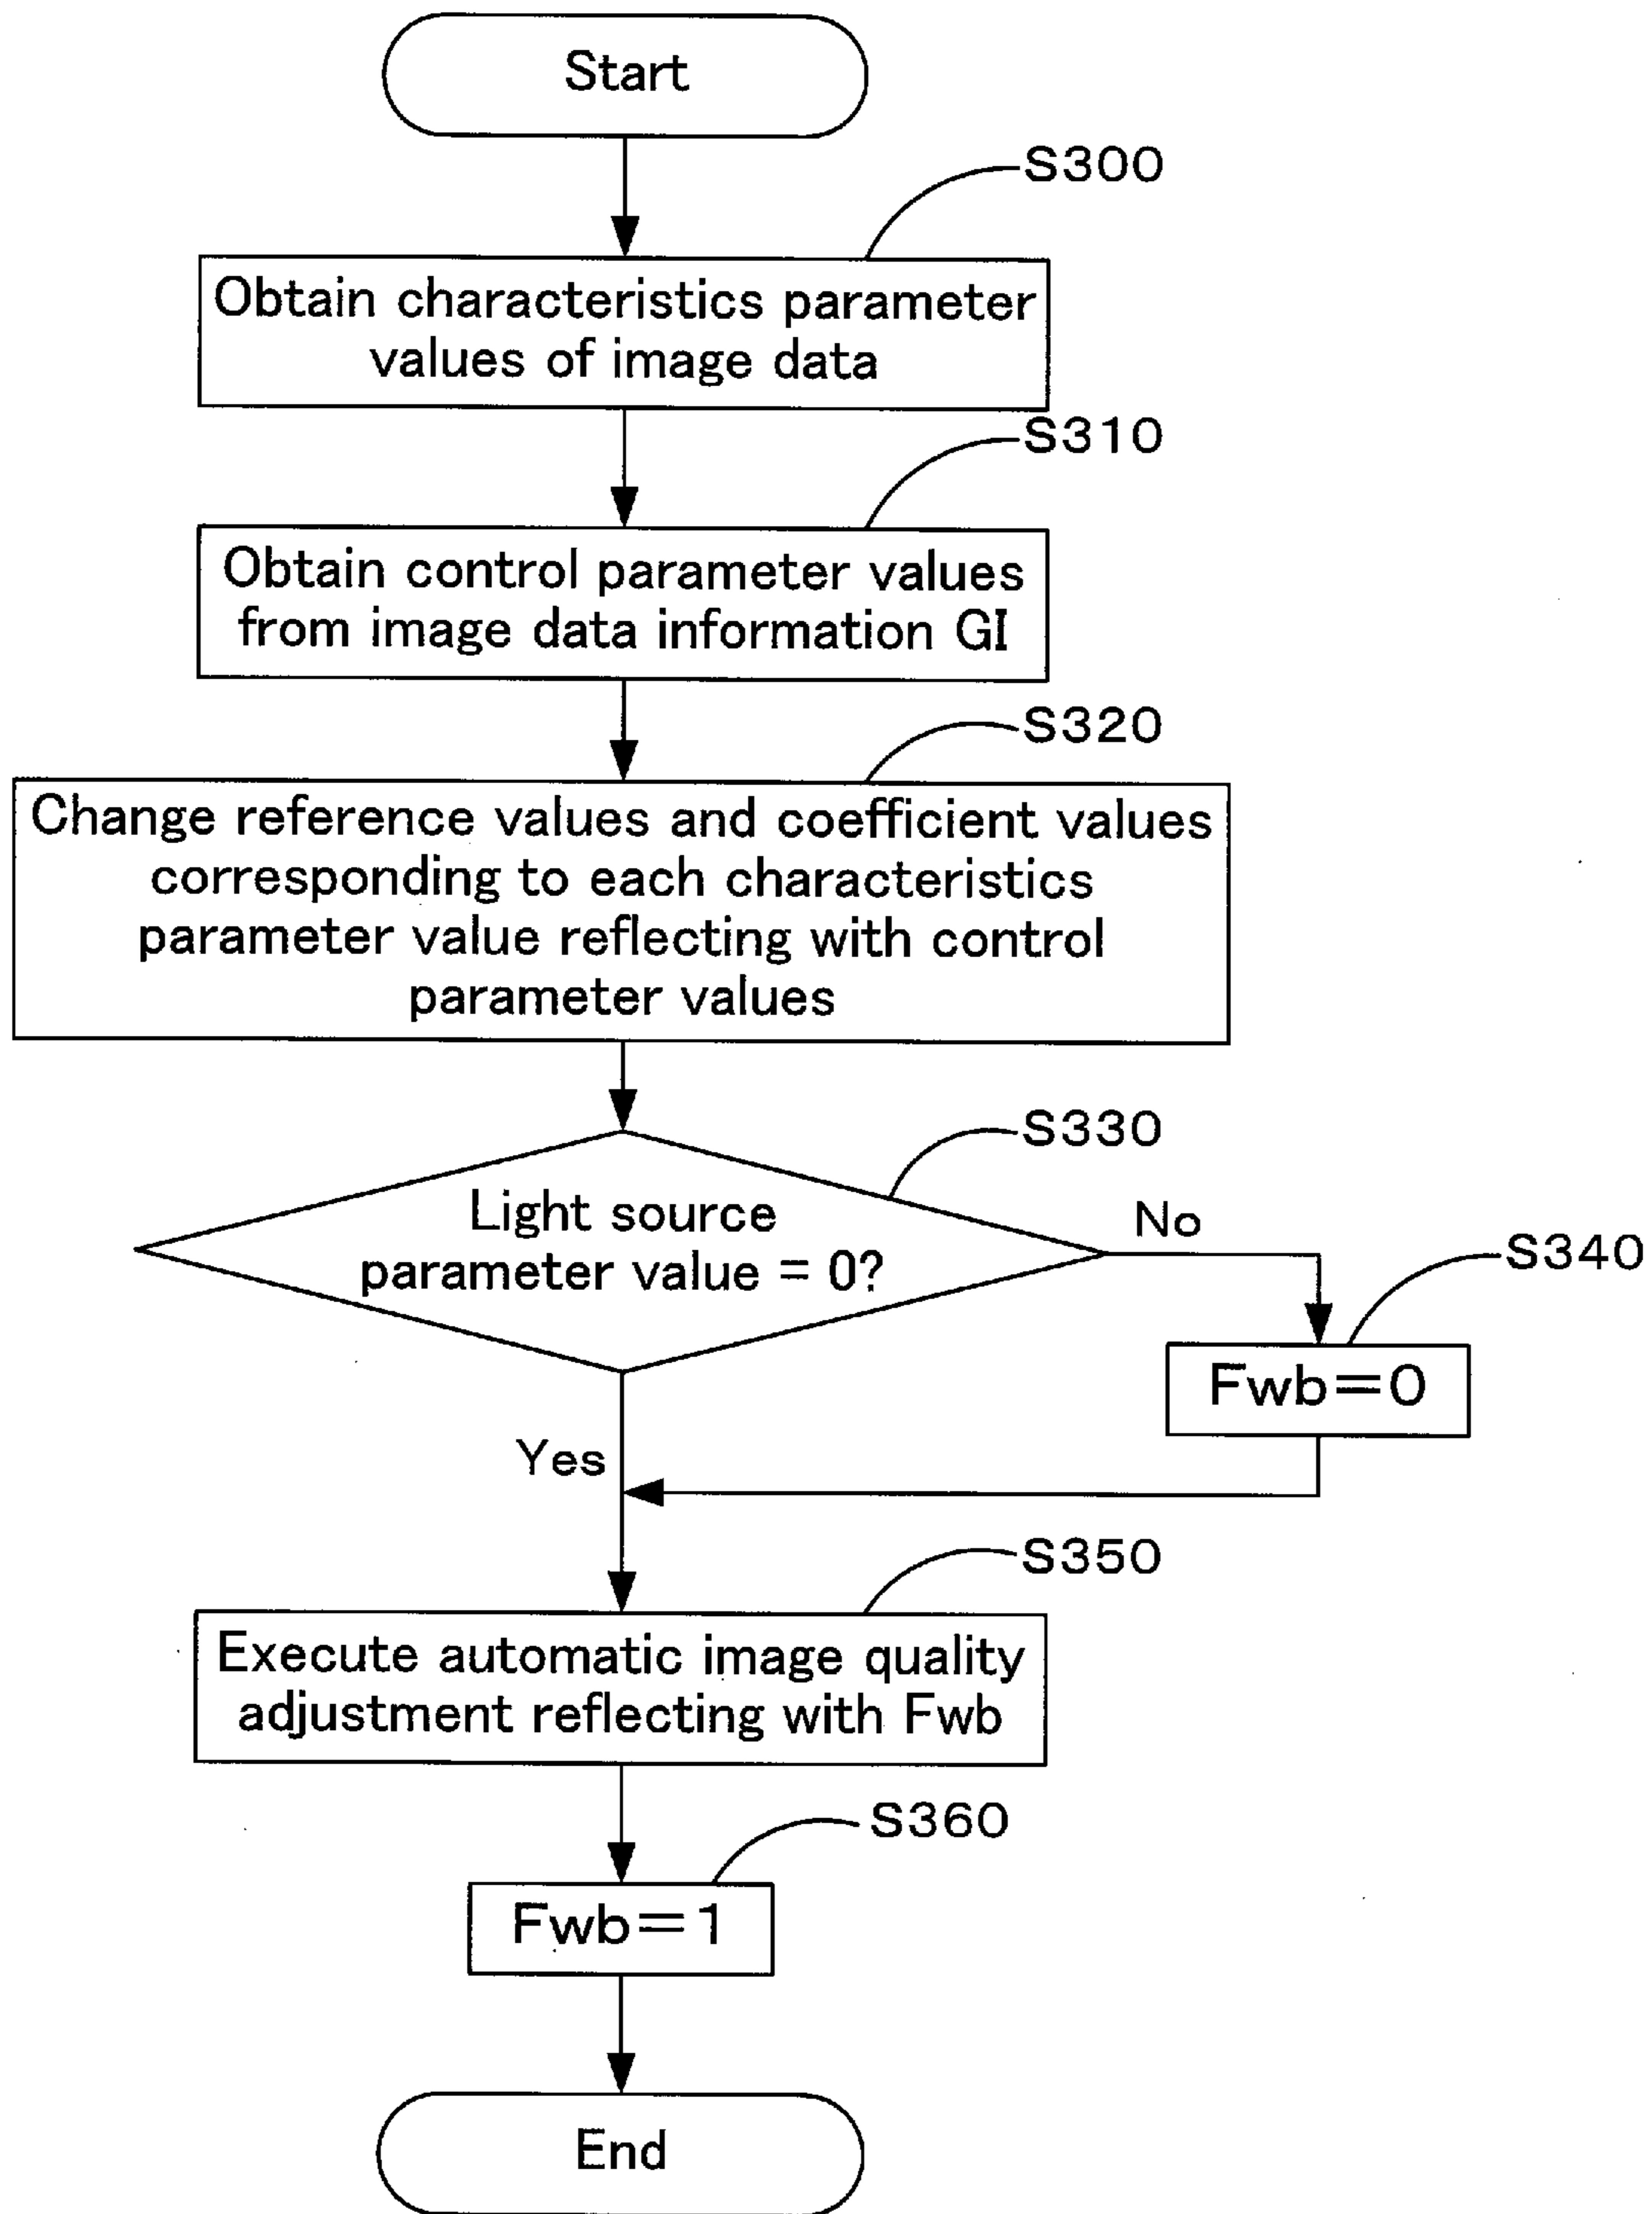 Start
S300
Obtain characteristics parameter
values of image data
S310
Obtain control parameter values
from image data information GI
S320
Change reference values and coefficient values
corresponding to each characteristics
parameter value reflecting with control
parameter values
S330
Light source
parameter value = 0?
No
S340
Fwb=0
Yes
S350
Execute automatic image quality
adjustment reflecting with Fwb
S360
Fwb=1
End